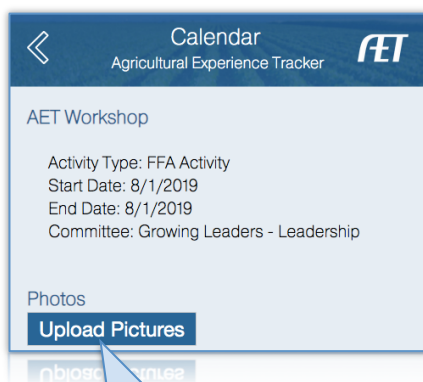 Calendar
Agricultural Experience Tracker
AET
AET Workshop
Activity Type: FFA Activity
Start Date: 8/1/2019
End Date: 8/1/2019
Committee: Growing Leaders - Leadership
Photos
Upload Pictures